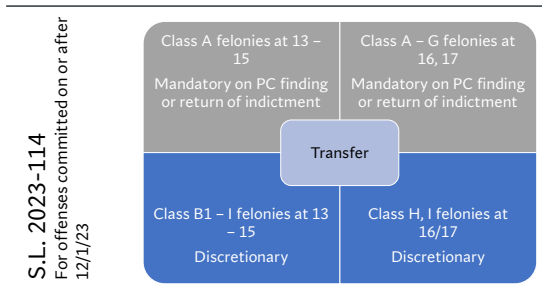 S.L. 2023-114
For offenses committed on or after
12/1/23
Class A felonies at 13 –
15
Mandatory on PC finding
or return of indictment
Class A – G felonies at
16, 17
Mandatory on PC finding
or return of indictment
Transfer
Class B1 – I felonies at 13
– 15
Discretionary
Class H, I felonies at
16/17
Discretionary